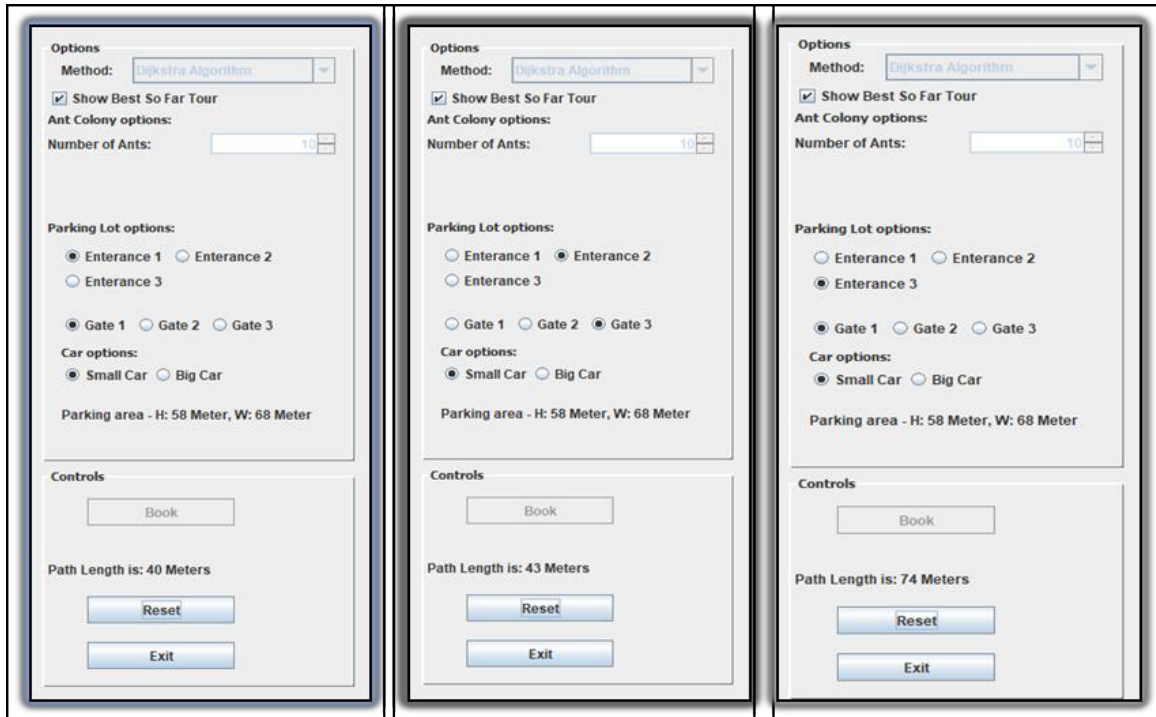 Options
Method: Dijkstra Algorithm
Show Best So Far Tour
Ant Colony options:
Number of Ants: 10
Parking Lot options:
Enterance 1 Enterance 2
Enterance 3
Gate 1 Gate 2 Gate 3
Car options:
Small Car Big Car
Parking area - H: 58 Meter, W: 68 Meter
Controls
Book
Path Length is: 40 Meters
Reset
Exit
Options
Method: Dijkstra Algorithm
Show Best So Far Tour
Ant Colony options:
Number of Ants: 10
Parking Lot options:
Enterance 1 Enterance 2
Enterance 3
Gate 1 Gate 2 Gate 3
Car options:
Small Car Big Car
Parking area - H: 58 Meter, W: 68 Meter
Controls
Book
Path Length is: 43 Meters
Reset
Exit
Options
Method: Dijkstra Algorithm
Show Best So Far Tour
Ant Colony options:
Number of Ants: 10
Parking Lot options:
Enterance 1 Enterance 2
Enterance 3
Gate 1 Gate 2 Gate 3
Car options:
Small Car Big Car
Parking area - H: 58 Meter, W: 68 Meter
Controls
Book
Path Length is: 74 Meters
Reset
Exit